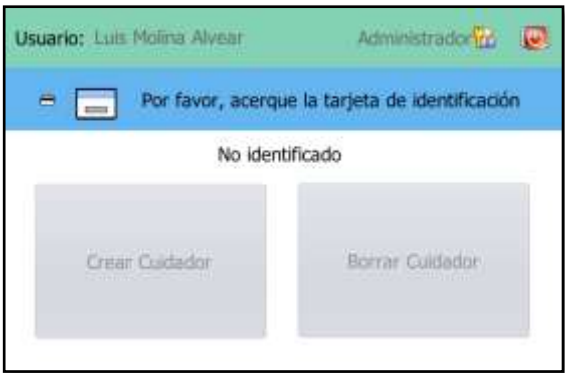 Usuario: Luis Molina Alvear Administrador
Por favor, acerque la tarjeta de identificación
No identificado
Crear Cuidador Borrar Cuidador